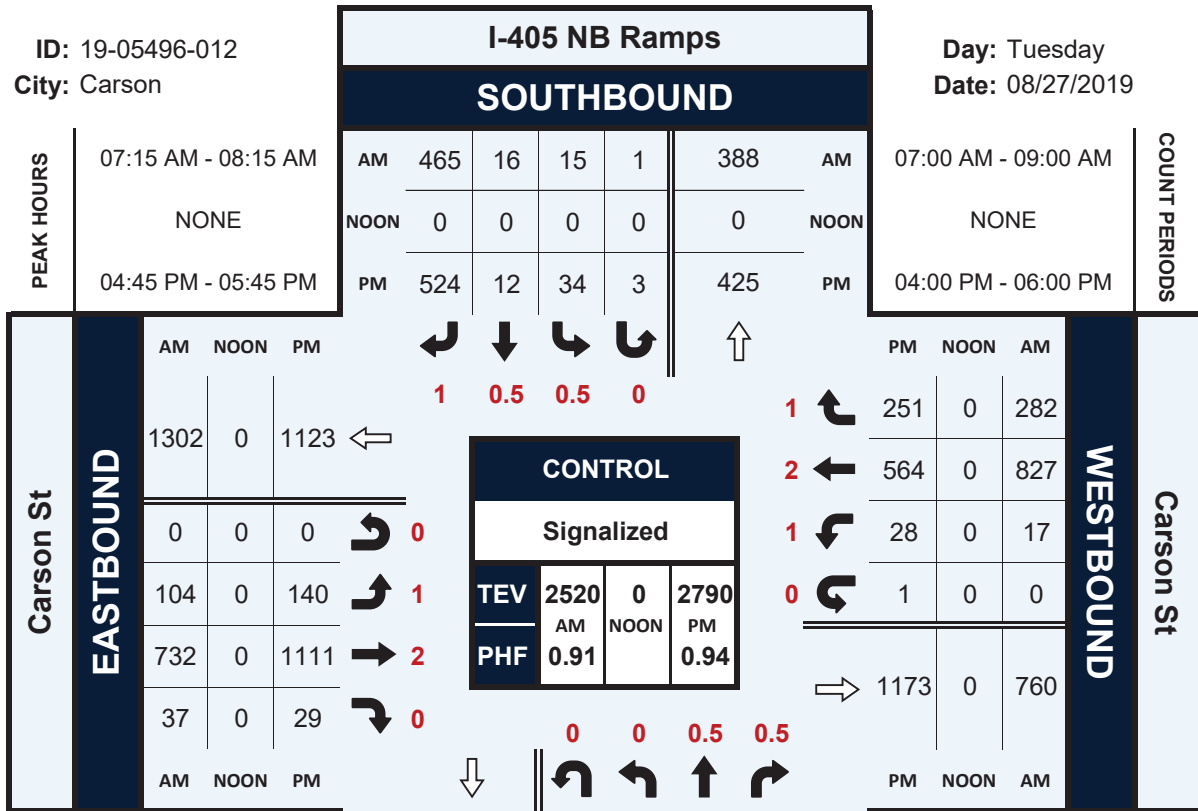 I-405 NB Ramps
ID: 19-05496-012
City: Carson
Day: Tuesday
Date: 08/27/2019
SOUTHBOUND
PEAK HOURS
07:15 AM - 08:15 AM
NONE
04:45 PM - 05:45 PM
AM 465 16 15 1 388 AM
NOON 0 0 0 0 0 NOON
PM 524 12 34 3 425 PM
07:00 AM - 09:00 AM
NONE
04:00 PM - 06:00 PM
COUNT PERIODS
1 0.5 0.5 0
Carson St
EASTBOUND
AM NOON PM
1302 0 1123
0 0 0 0
104 0 140 1
732 0 1111 2
37 0 29 0
AM NOON PM
CONTROL
Signalized
TEV 2520 0 2790
AM NOON PM
PHF 0.91 0.94
PM NOON AM
1 251 0 282
2 564 0 827
1 28 0 17
0 1 0 0
1173 0 760
PM NOON AM
WESTBOUND
Carson St
0 0 0.5 0.5